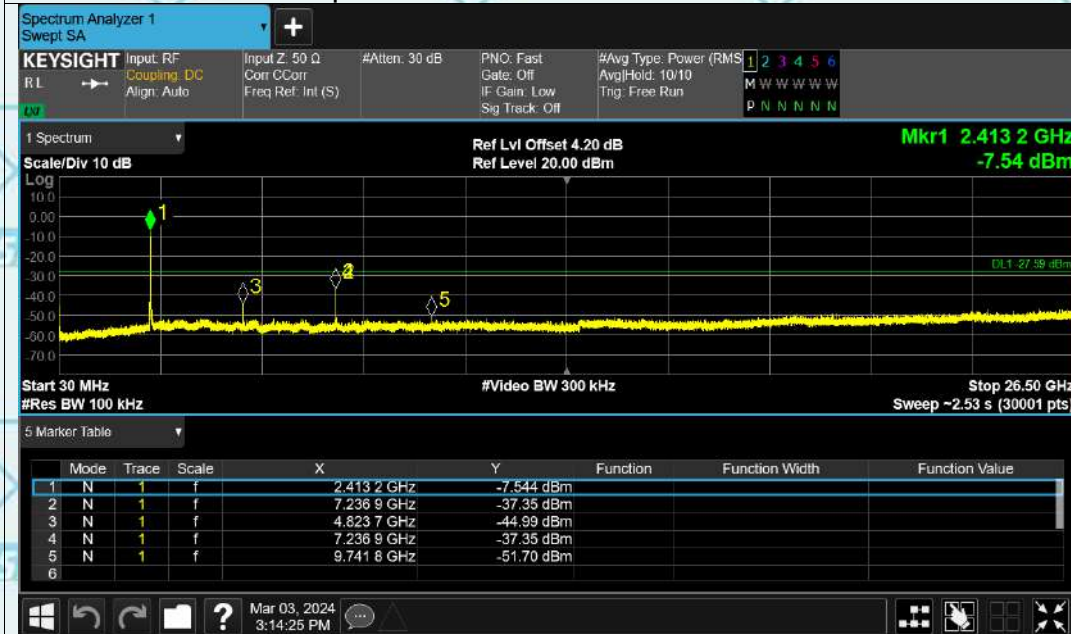 Spectrum Analyzer 1
Swept SA
+
KEYSIGHT Input: RF Input Z: 50 Ω #Atten: 30 dB PNO: Fast #Avg Type: Power (RMS 1 2 3 4 5 6
R L Coupling: DC Corr CCorr Gate: Off Avg|Hold: 10/10 M W W W W W
Align: Auto Freq Ref: Int (S) IF Gain: Low Trig: Free Run
Sig Track: Off P N N N N N
1 Spectrum Ref Lvl Offset 4.20 dB Mkr1 2.413 2 GHz
Scale/Div 10 dB Ref Level 20.00 dBm -7.54 dBm
Log
10.0
0.00 1
-10.0
-20.0 DL1 -27.59 dBm
-30.0
-40.0 3 5
-50.0
-60.0
-70.0
Start 30 MHz #Video BW 300 kHz Stop 26.50 GHz
#Res BW 100 kHz Sweep ~2.53 s (30001 pts)
5 Marker Table
Mode Trace Scale X Y Function Function Width Function Value
1 N 1 f 2.413 2 GHz -7.544 dBm
2 N 1 f 7.236 9 GHz -37.35 dBm
3 N 1 f 4.823 7 GHz -44.99 dBm
4 N 1 f 7.236 9 GHz -37.35 dBm
5 N 1 f 9.741 8 GHz -51.70 dBm
6
? Mar 03, 2024
3:14:25 PM